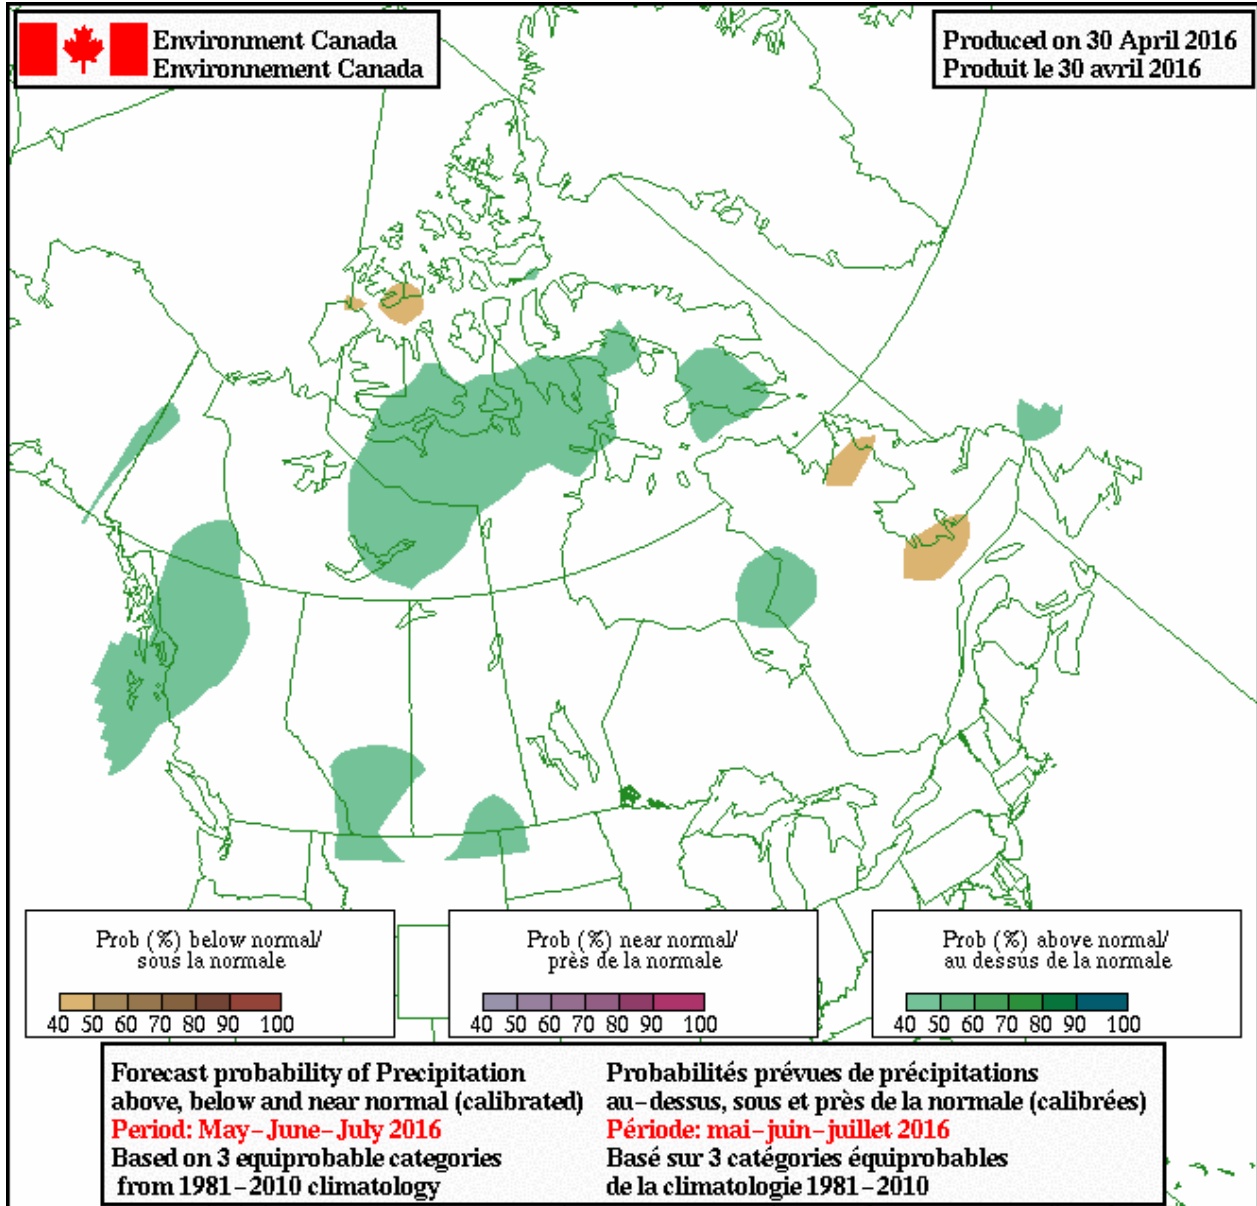 Environment Canada
Environnement Canada
Produced on 30 April 2016
Produit le 30 avril 2016
Prob (%) below normal/
sous la normale
40 50 60 70 80 90 100
Prob (%) near normal/
près de la normale
40 50 60 70 80 90 100
Prob (%) above normal/
au dessus de la normale
40 50 60 70 80 90 100
Forecast probability of Precipitation
above, below and near normal (calibrated)
Period: May-June-July 2016
Based on 3 equiprobable categories
from 1981-2010 climatology
Probabilités prévues de précipitations
au-dessus, sous et près de la normale (calibrées)
Période: mai-juin-juillet 2016
Basé sur 3 catégories équiprobables
de la climatologie 1981-2010